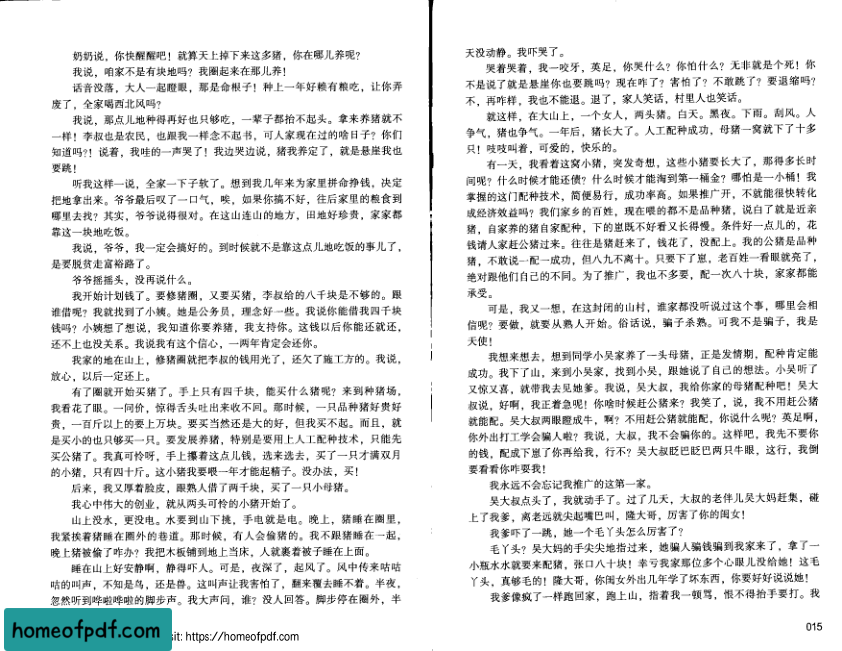 奶奶说，你快醒醒吧！就算天上掉下来这多猪，你在哪儿养呢？
我说，咱家不是有块地吗？我圈起来在那儿养！
话音没落，大人一起瞪眼，那是命根子！种上一年好赖有粮吃，让你弄
废了，全家喝西北风吗？
我说，那点儿地种得再好也只够吃，一辈子都抬不起头。拿来养猪就不
一样！李叔也是农民，也跟我一样念不起书，可人家现在过的啥日子？你们
知道吗？！说着，我哇的一声哭了！我边哭边说，猪我养定了，就是悬崖我也
要跳！
听我这样一说，全家一下子软了。想到我几年来为家里拼命挣钱，决定
把地拿出来。爷爷最后叹了一口气，唉，如果你搞不好，往后家里的粮食到
哪里去找？其实，爷爷说得很对。在这山连山的地方，田地好珍贵，家家都
靠这一块地吃饭。
我说，爷爷，我一定会搞好的。到时候就不是靠这点儿地吃饭的事儿了，
是要脱贫走富裕路了。
爷爷摇摇头，没再说什么。
我开始计划钱了。要修猪圈，又要买猪，李叔给的八千块是不够的。跟
谁借呢？我就找到了小姨。她是公务员，理念好一些。我说你能借我四千块
钱吗？小姨想了想说，我知道你要养猪，我支持你。这钱以后你能还就还，
还不上也没关系。我说我有这个信心，一两年肯定会还你。
我家的地在山上，修猪圈就把李叔的钱用光了，还欠了施工方的。我说，
放心，以后一定还上。
有了圈就开始买猪了。手上只有四千块，能买什么猪呢？来到种猪场，
我看花了眼。一问价，惊得舌头吐出来收不回。那时候，一只品种猪好贵好
贵，一百斤以上的要上万块。要买当然还是大的好，但我买不起。而且，就
是买小的也只够买一只。要发展养猪，特别是要用上人工配种技术，只能先
买公猪了。我真可怜呀，手上攥着这点儿钱，选来选去，买了一只才满双月
的小猪，只有四十斤。这小猪我要喂一年才能起精子。没办法，买！
后来，我又厚着脸皮，跟熟人借了两千块，买了一只小母猪。
我心中伟大的创业，就从两头可怜的小猪开始了。
山上没水，更没电。水要到山下挑，手电就是电。晚上，猪睡在圈里，
我紧挨着猪睡在圈外的巷道。那时候，有人会偷猪的。我不跟猪睡在一起，
晚上猪被偷了咋办？我把木板铺到地上当床，人就裹着被子睡在上面。
睡在山上好安静啊，静得吓人。可是，夜深了，起风了。风中传来咕咕
咕的叫声，不知是鸟，还是兽。这叫声让我害怕了，翻来覆去睡不着。半夜，
忽然听到哗啦哗啦的脚步声。我大声问，谁？没人回答。脚步停在圈外，半
天没动静。我吓哭了。
哭着哭着，我一咬牙，英足，你哭什么？你怕什么？无非就是个死！你
不是说了就是悬崖你也要跳吗？现在咋了？害怕了？不敢跳了？要退缩吗？
不，再咋样，我也不能退。退了，家人笑话，村里人也笑话。
就这样，在大山上，一个女人，两头猪。白天。黑夜。下雨。刮风。人
争气，猪也争气。一年后，猪长大了。人工配种成功，母猪一窝就下了十多
只！吱吱叫着，可爱的，快乐的。
有一天，我看着这窝小猪，突发奇想，这些小猪要长大了，那得多长时
间呢？什么时候才能还债？什么时候才能淘到第一桶金？哪怕是一小桶！我
掌握的这门配种技术，简便易行，成功率高。如果推广开，不就能很快转化
成经济效益吗？我们家乡的百姓，现在喂的都不是品种猪，说白了就是近亲
猪，自家养的猪自家配种，下的崽既不好看又长得慢。条件好一点儿的，花
钱请人家赶公猪过来。往往是猪赶来了，钱花了，没配上。我的公猪是品种
猪，不敢说一配一成功，但八九不离十。只要下了崽，老百姓一看眼就亮了，
绝对跟他们自己的不同。为了推广，我也不多要，配一次八十块，家家都能
承受。
可是，我又一想，在这封闭的山村，谁家都没听说过这个事，哪里会相
信呢？要做，就要从熟人开始。俗话说，骗子杀熟。可我不是骗子，我是
天使！
我想来想去，想到同学小吴家养了一头母猪，正是发情期，配种肯定能
成功。我下了山，来到小吴家，找到小吴，跟她说了自己的想法。小吴听了
又惊又喜，就带我去见她爹。我说，吴大叔，我给你家的母猪配种吧！吴大
叔说，好啊，我正着急呢！你啥时候赶公猪来？我笑了，说，我不用赶公猪
就能配。吴大叔两眼瞪成牛，啊？不用赶公猪就能配，你说什么呢？英足啊，
你外出打工学会骗人啦？我说，大叔，我不会骗你的。这样吧，我先不要你
的钱，配成下崽了你再给我，行不？吴大叔眨巴眨巴两只牛眼，这行，我倒
要看看你咋要我！
我永远不会忘记我推广的这第一家。
吴大叔点头了，我就动手了。过了几天，大叔的老伴儿吴大妈赶集，碰
上了我爹，离老远就尖起嘴巴叫，隆大哥，厉害了你的闺女！
我爹吓了一跳，她一个毛丫头怎么厉害了？
毛丫头？吴大妈的手尖尖地指过来，她骗人骗钱骗到我家来了，拿了一
小瓶水水就要来配猪，张口八十块！幸亏我家那位多个心眼儿没给她！这毛
丫头，真够毛的！隆大哥，你闺女外出几年学了坏东西，你要好好说说她！
我爹像疯了一样跑回家，跑上山，指着我一顿骂，恨不得抬手要打。我
015
homeofpdf.com
sit: https://homeofpdf.com